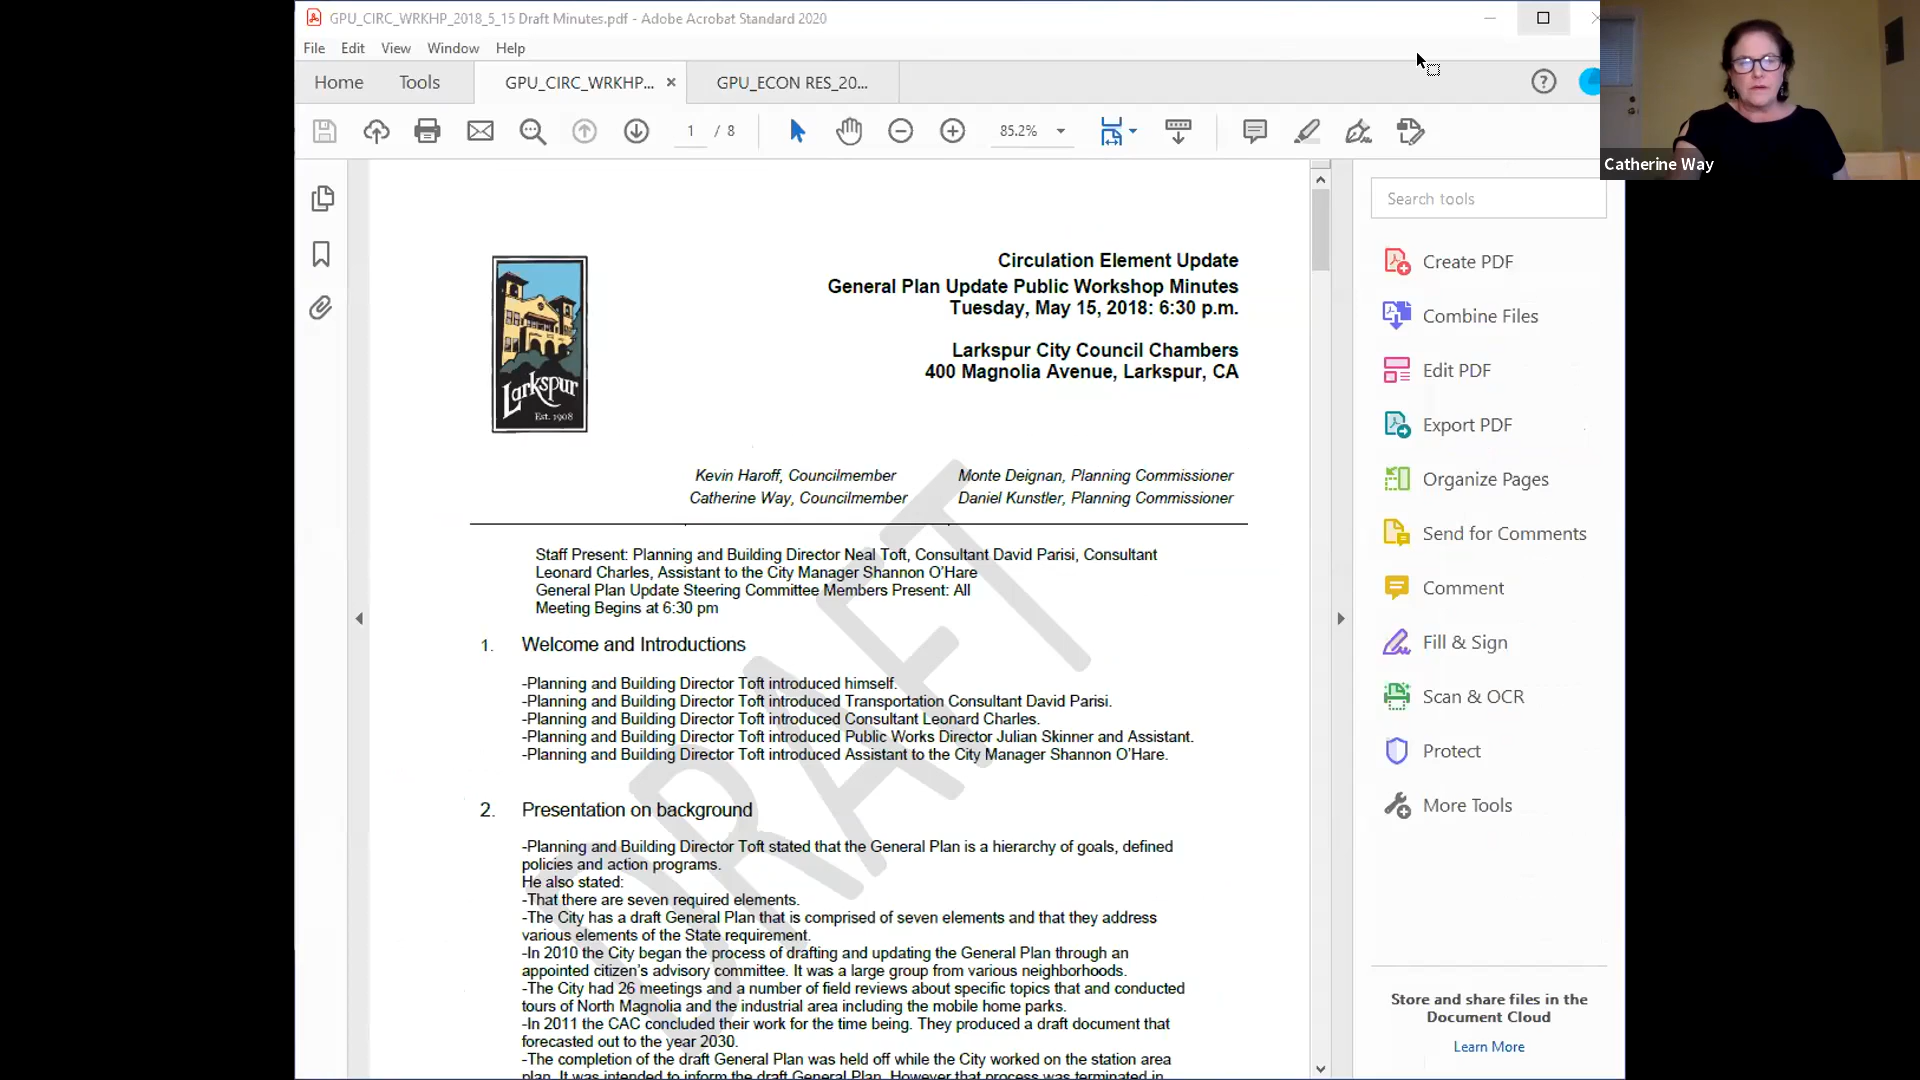 GPU_CIRC_WRKHP_2018_5_15 Draft Minutes.pdf - Adobe Acrobat Standard 2020
File Edit View Window Help
Home Tools GPU_CIRC_WRKHP... × GPU_ECON RES_20...
1 / 8 85.2%
Catherine Way
Search tools
Create PDF
Combine Files
Edit PDF
Export PDF
Organize Pages
Send for Comments
Comment
Fill & Sign
Scan & OCR
Protect
More Tools
Store and share files in the
Document Cloud
Learn More
Larkspur
Est. 1908
Circulation Element Update
General Plan Update Public Workshop Minutes
Tuesday, May 15, 2018: 6:30 p.m.
Larkspur City Council Chambers
400 Magnolia Avenue, Larkspur, CA
Kevin Haroff, Councilmember Monte Deignan, Planning Commissioner
Catherine Way, Councilmember Daniel Kunstler, Planning Commissioner
Staff Present: Planning and Building Director Neal Toft, Consultant David Parisi, Consultant
Leonard Charles, Assistant to the City Manager Shannon O'Hare
General Plan Update Steering Committee Members Present: All
Meeting Begins at 6:30 pm
1. Welcome and Introductions
-Planning and Building Director Toft introduced himself.
-Planning and Building Director Toft introduced Transportation Consultant David Parisi.
-Planning and Building Director Toft introduced Consultant Leonard Charles.
-Planning and Building Director Toft introduced Public Works Director Julian Skinner and Assistant.
-Planning and Building Director Toft introduced Assistant to the City Manager Shannon O'Hare.
2. Presentation on background
-Planning and Building Director Toft stated that the General Plan is a hierarchy of goals, defined
policies and action programs.
He also stated:
-That there are seven required elements.
-The City has a draft General Plan that is comprised of seven elements and that they address
various elements of the State requirement.
-In 2010 the City began the process of drafting and updating the General Plan through an
appointed citizen's advisory committee. It was a large group from various neighborhoods.
-The City had 26 meetings and a number of field reviews about specific topics that and conducted
tours of North Magnolia and the industrial area including the mobile home parks.
-In 2011 the CAC concluded their work for the time being. They produced a draft document that
forecasted out to the year 2030.
-The completion of the draft General Plan was held off while the City worked on the station area
plan. It was intended to inform the draft General Plan. However that process was terminated in
DRAFT